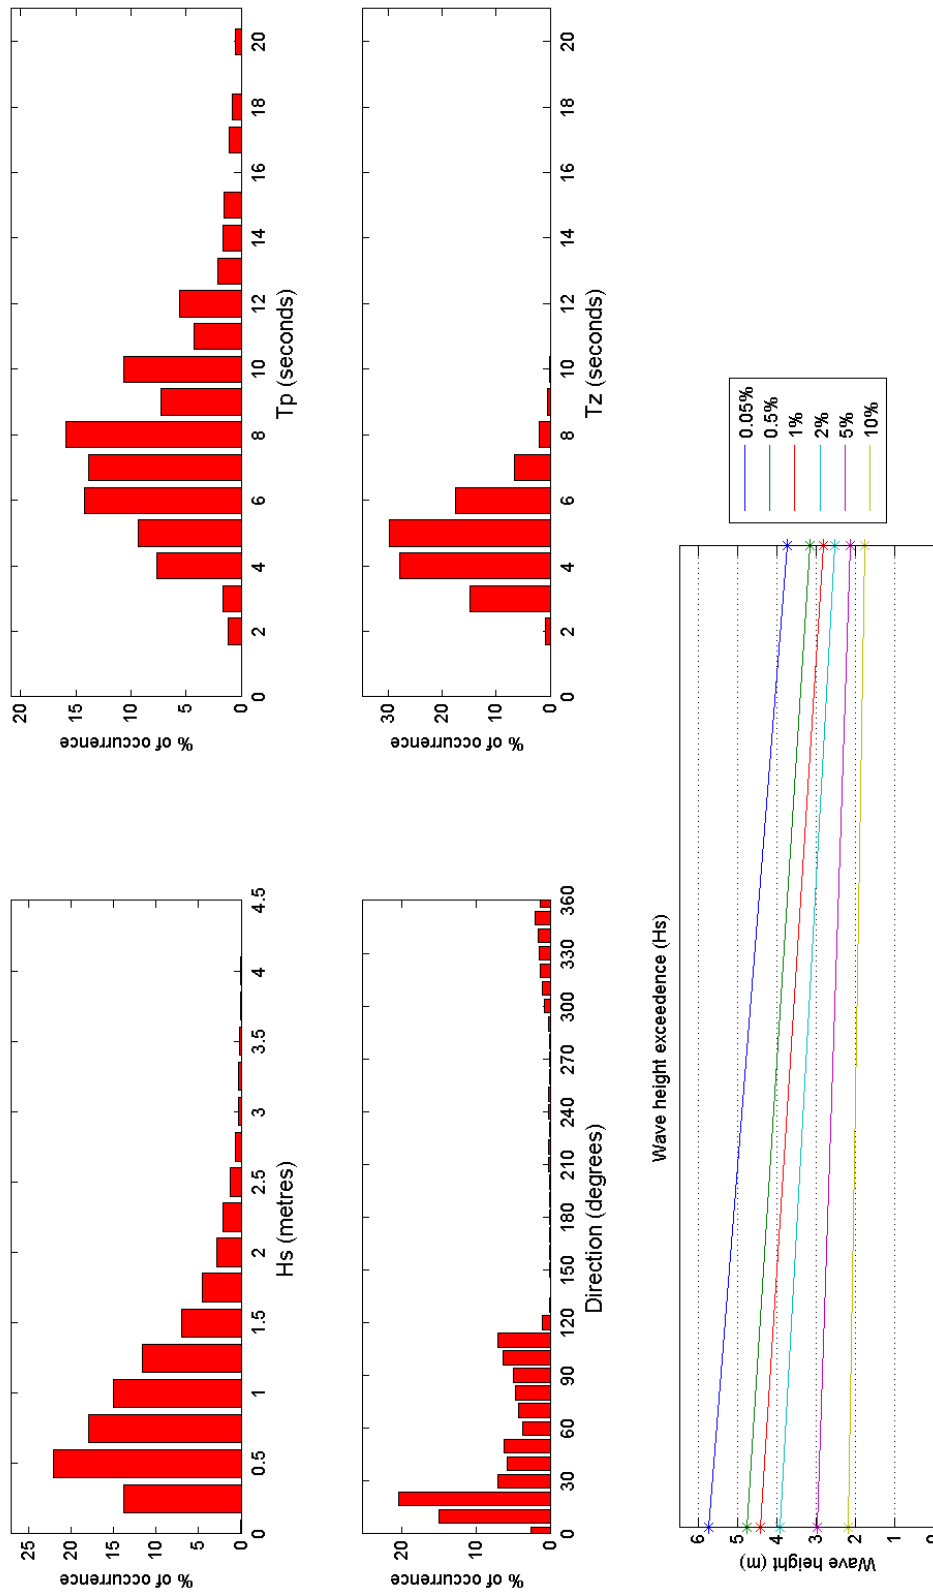 25
20
15
10
5
0
% of occurrence
0 0.5 1 1.5 2 2.5 3 3.5 4 4.5
Hs (metres)
20
15
10
5
0
% of occurrence
0 2 4 6 8 10 12 14 16 18 20
Tp (seconds)
20
10
0
% of occurrence
0 30 60 90 120 150 180 210 240 270 300 330 360
Direction (degrees)
30
20
10
0
% of occurrence
0 2 4 6 8 10 12 14 16 18 20
Tz (seconds)
Wave height exceedence (Hs)
6
5
4
3
2
1
0
Wave height (m)
0.05%
0.5%
1%
2%
5%
10%